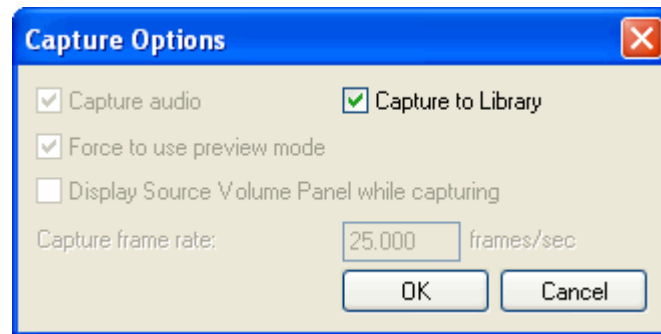 Capture Options
Capture audio Capture to Library
Force to use preview mode
Display Source Volume Panel while capturing
Capture frame rate: 25.000 frames/sec
OK Cancel